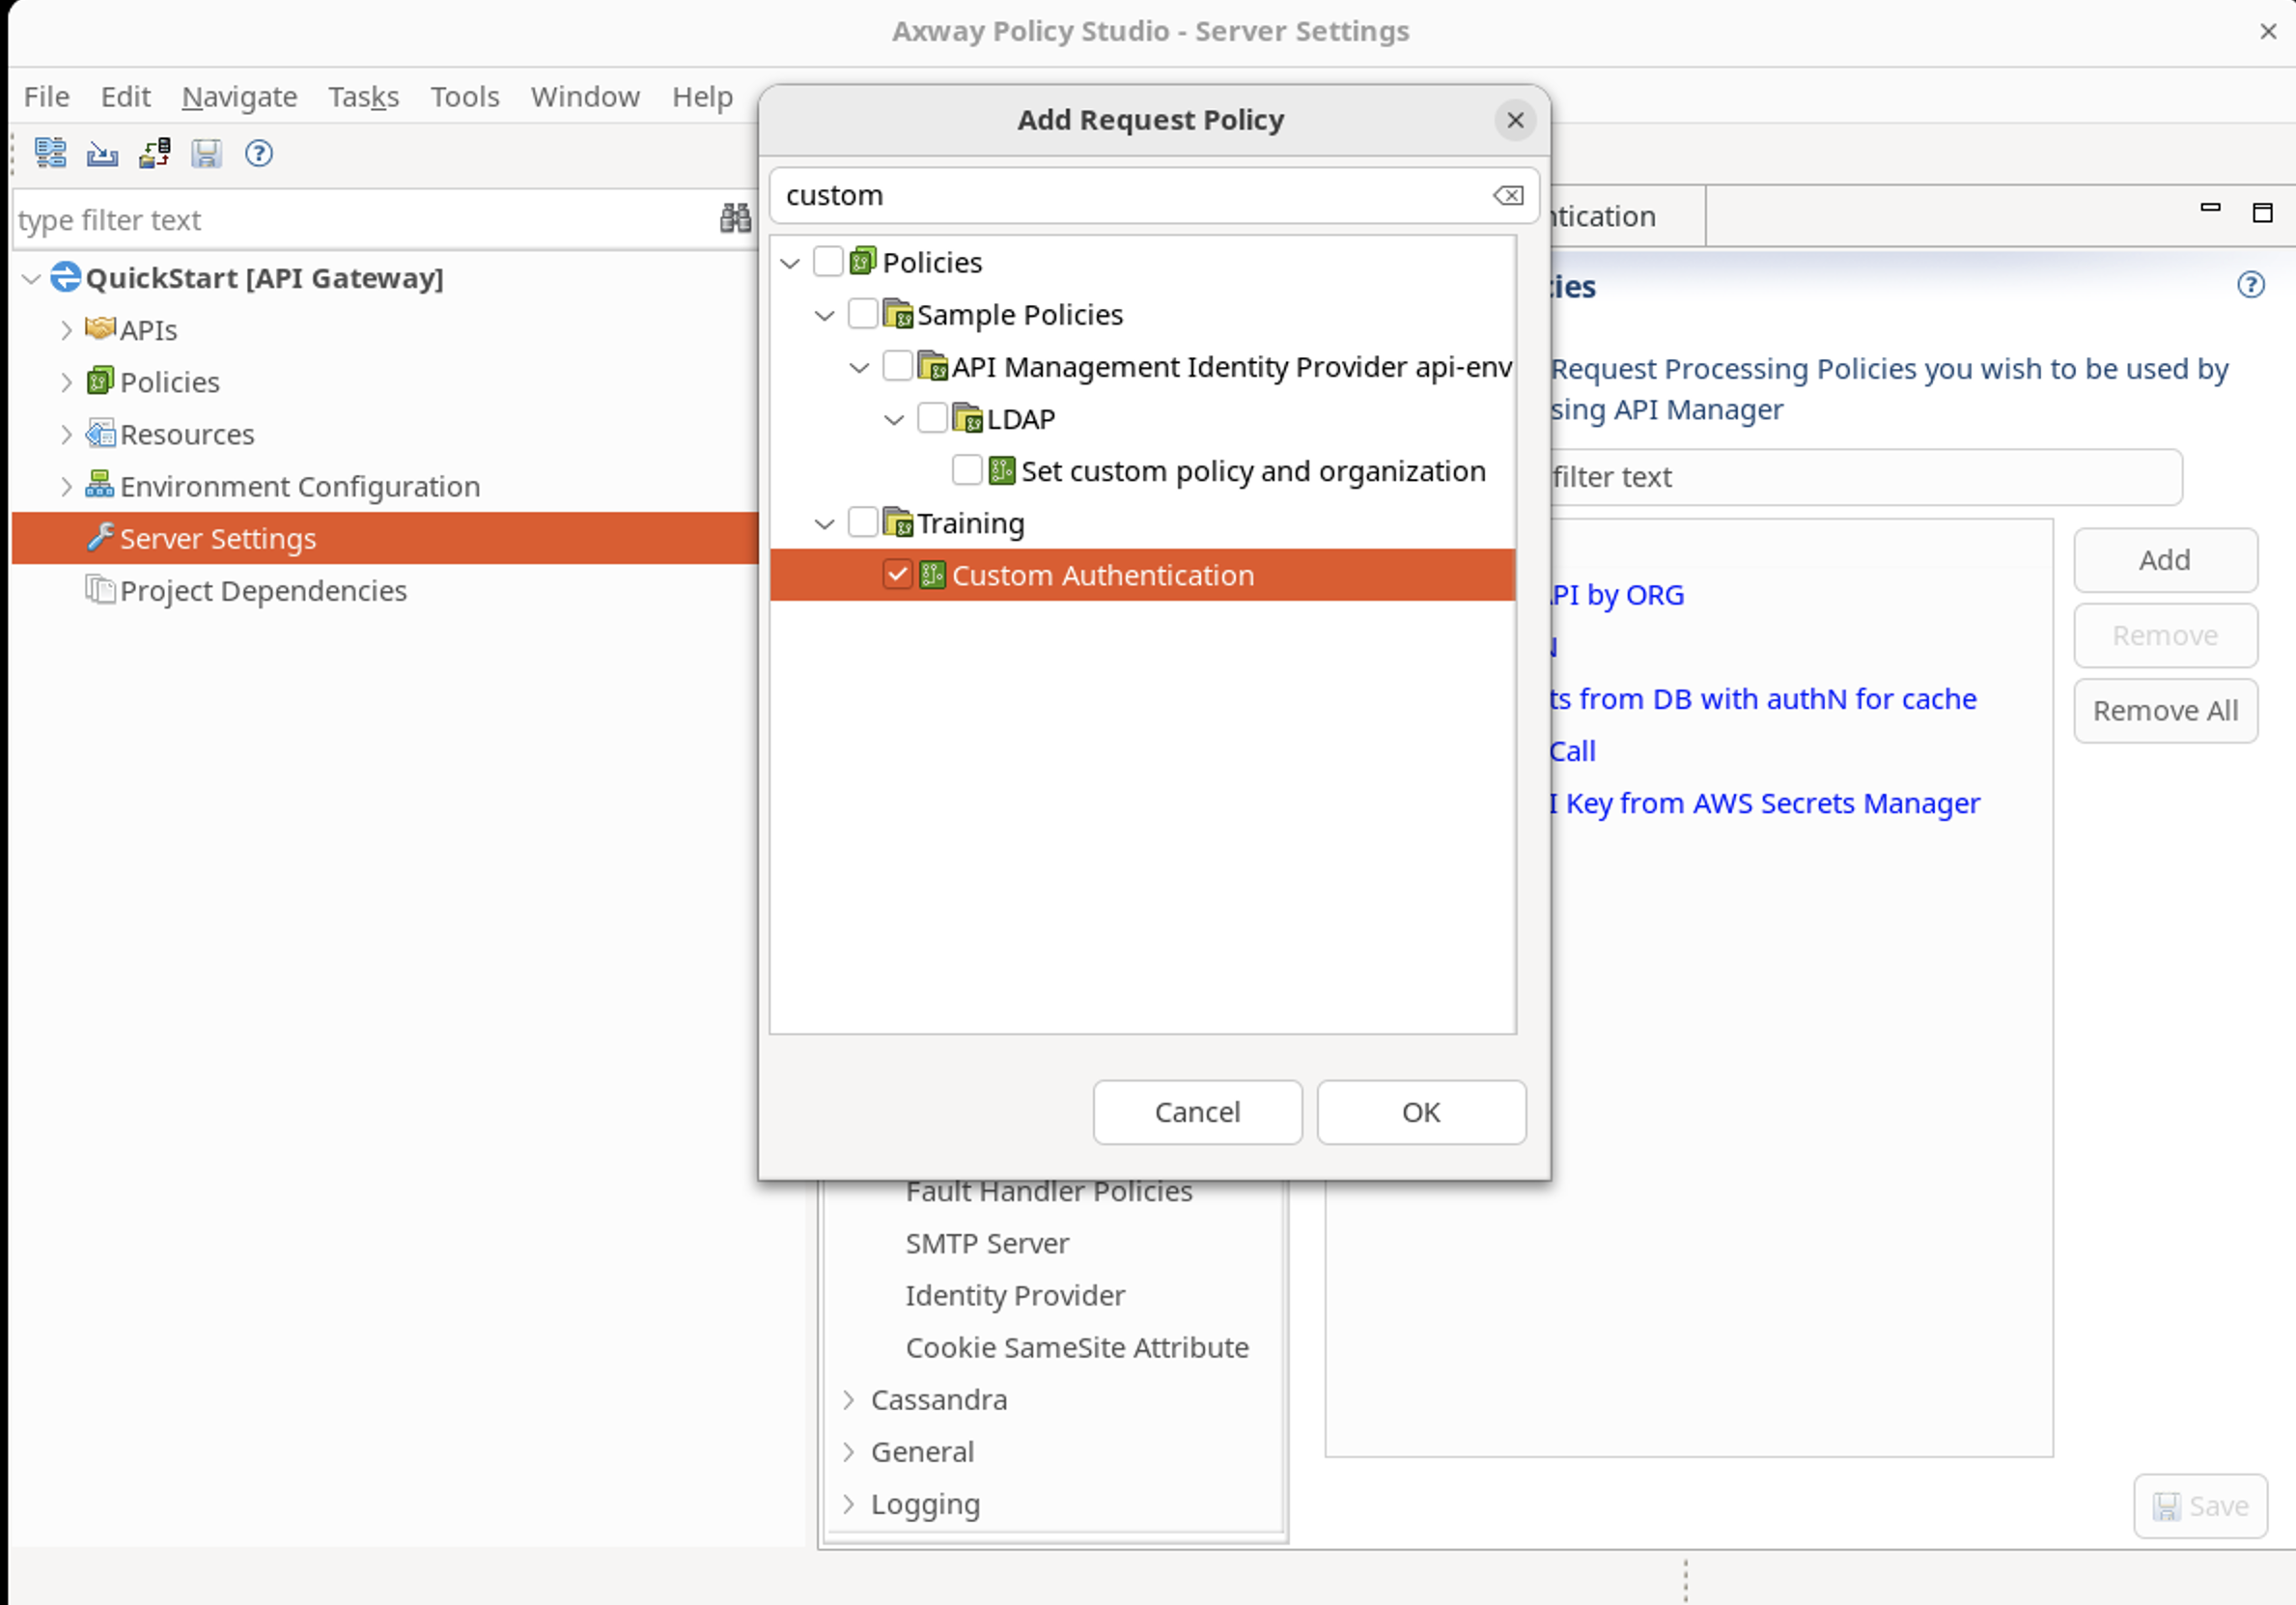 Axway Policy Studio - Server Settings
File Edit Navigate Tasks Tools Window Help
type filter text
QuickStart [API Gateway]
APIs
Policies
Resources
Environment Configuration
Server Settings
Project Dependencies
Add Request Policy
custom
Policies
Sample Policies
API Management Identity Provider api-env
LDAP
Set custom policy and organization
Training
Custom Authentication
Cancel OK
Fault Handler Policies
SMTP Server
Identity Provider
Cookie SameSite Attribute
Cassandra
General
Logging
Request Processing Policies you wish to be used by
API Manager
filter text
by ORG
from DB with authN for cache
Call
Key from AWS Secrets Manager
Add
Remove
Remove All
Save